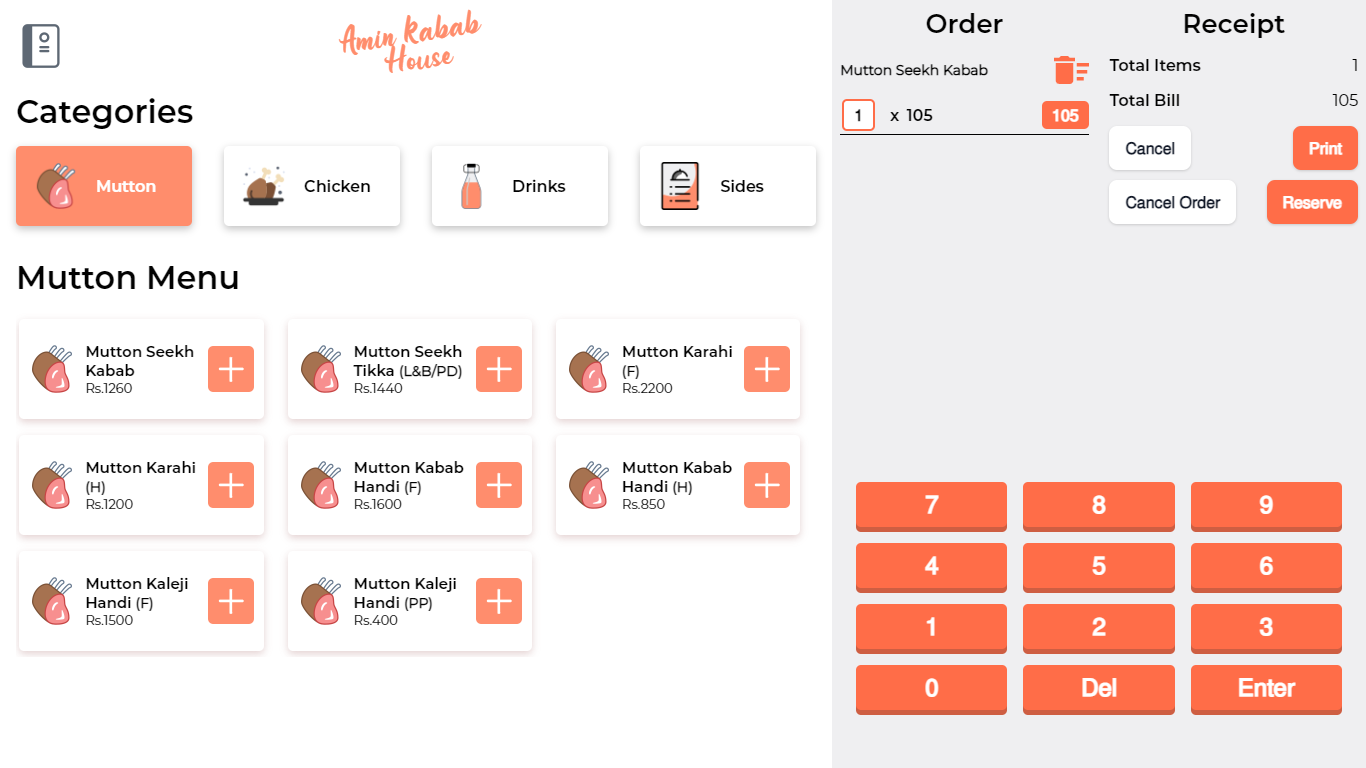 Amin Kabab
House
Categories
Mutton
Chicken
Drinks
Sides
Mutton Menu
Mutton Seekh
Kabab
Rs.1260
Mutton Seekh
Tikka (L&B/PD)
Rs.1440
Mutton Karahi
(F)
Rs.2200
Mutton Karahi
(H)
Rs.1200
Mutton Kabab
Handi (F)
Rs.1600
Mutton Kabab
Handi (H)
Rs.850
Mutton Kaleji
Handi (F)
Rs.1500
Mutton Kaleji
Handi (PP)
Rs.400
Order
Mutton Seekh Kabab
1 x 105 105
Receipt
Total Items 1
Total Bill 105
Cancel Print
Cancel Order Reserve
7 8 9
4 5 6
1 2 3
0 Del Enter